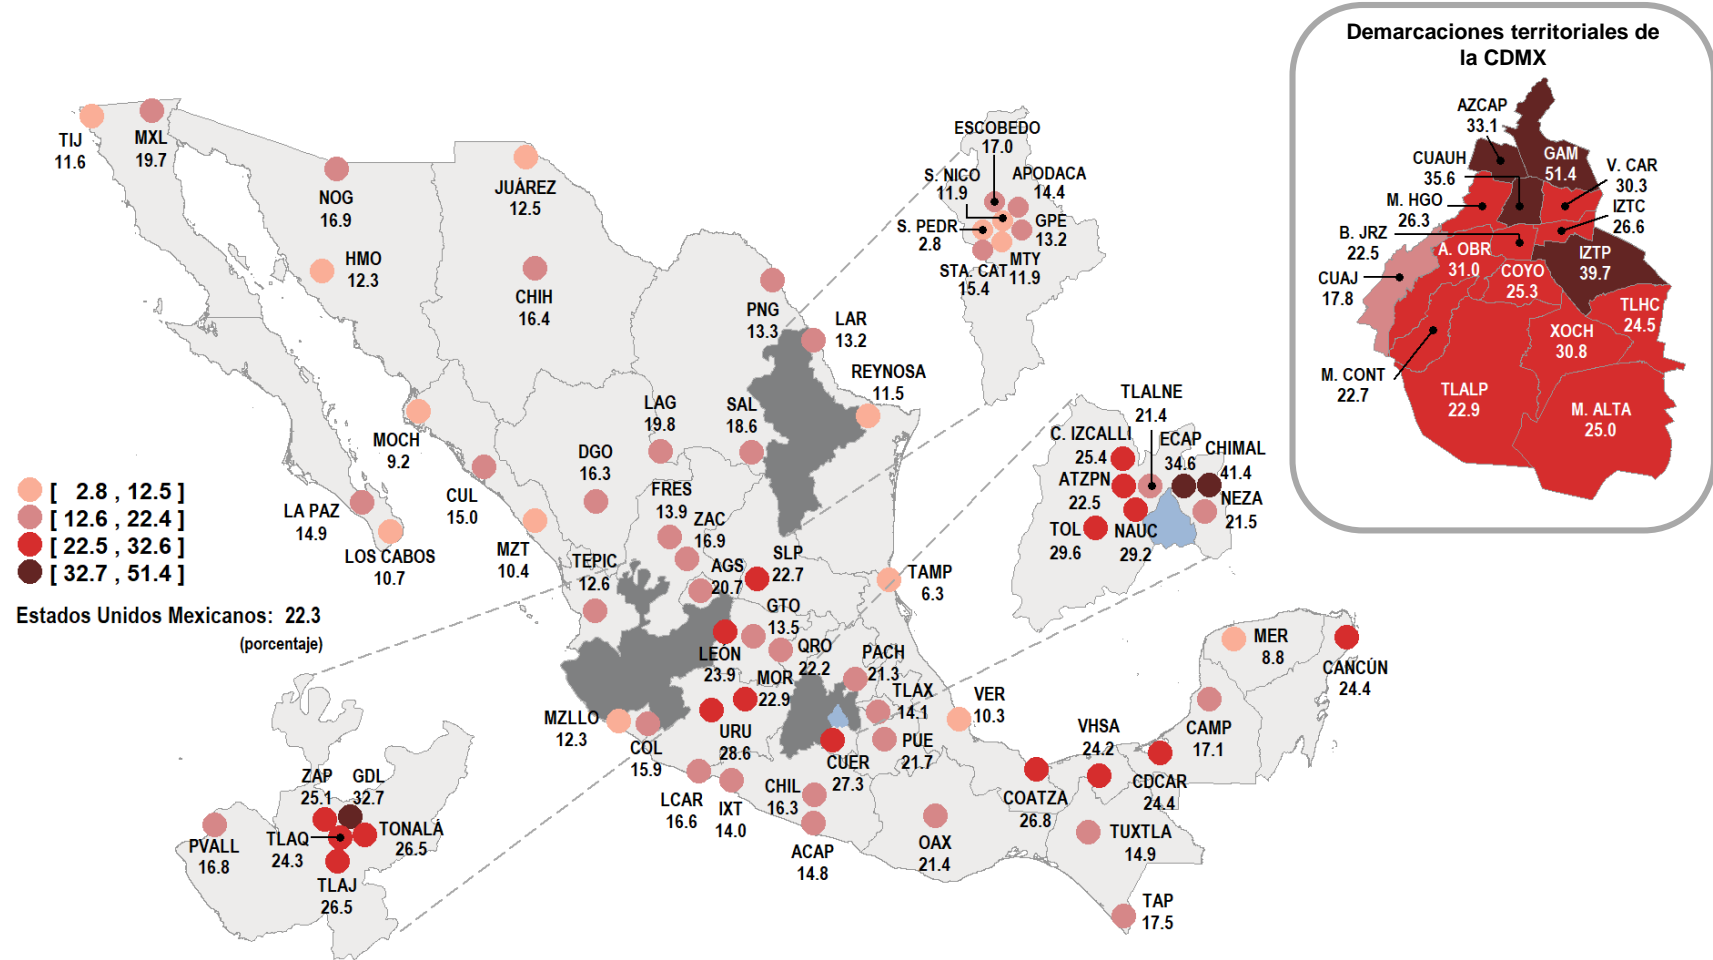 Demarcaciones territoriales de
la CDMX
AZCAP
33.1
CUAUH
35.6
GAM
51.4
V. CAR
30.3
M. HGO
26.3
IZTC
26.6
B. JRZ
22.5
A. OBR
31.0
IZTP
39.7
CUAJ
17.8
COYO
25.3
TLHC
24.5
XOCH
30.8
M. CONT
22.7
TLALP
22.9
M. ALTA
25.0
TIJ
11.6
MXL
19.7
NOG
16.9
HMO
12.3
JUÁREZ
12.5
CHIH
16.4
ESCOBEDO
17.0
S. NICO
11.9
APODACA
14.4
S. PEDR
2.8
GPE
13.2
STA. CAT
15.4
MTY
11.9
PNG
13.3
LAR
13.2
REYNOSA
11.5
MOCH
9.2
LAG
19.8
SAL
18.6
DGO
16.3
CUL
15.0
FRES
13.9
ZAC
16.9
LA PAZ
14.9
LOS CABOS
10.7
MZT
10.4
TEPIC
12.6
AGS
20.7
SLP
22.7
TAMP
6.3
TLALNE
21.4
C. IZCALLI
25.4
ECAP
34.6
CHIMAL
41.4
ATZPN
22.5
NEZA
21.5
TOL
29.6
NAUC
29.2
[ 2.8 , 12.5 ]
[ 12.6 , 22.4 ]
[ 22.5 , 32.6 ]
[ 32.7 , 51.4 ]
Estados Unidos Mexicanos: 22.3
(porcentaje)
GTO
13.5
LEÓN
23.9
QRO
22.2
PACH
21.3
MOR
22.9
TLAX
14.1
VER
10.3
MZLLO
12.3
COL
15.9
URU
28.6
CUER
27.3
PUE
21.7
LCAR
16.6
IXT
14.0
CHIL
16.3
ACAP
14.8
OAX
21.4
COATZA
26.8
VHSA
24.2
CDCAR
24.4
CAMP
17.1
MER
8.8
CANCÚN
24.4
TUXTLA
14.9
TAP
17.5
ZAP
25.1
GDL
32.7
PVALL
16.8
TLAQ
24.3
TONALÁ
26.5
TLAJ
26.5